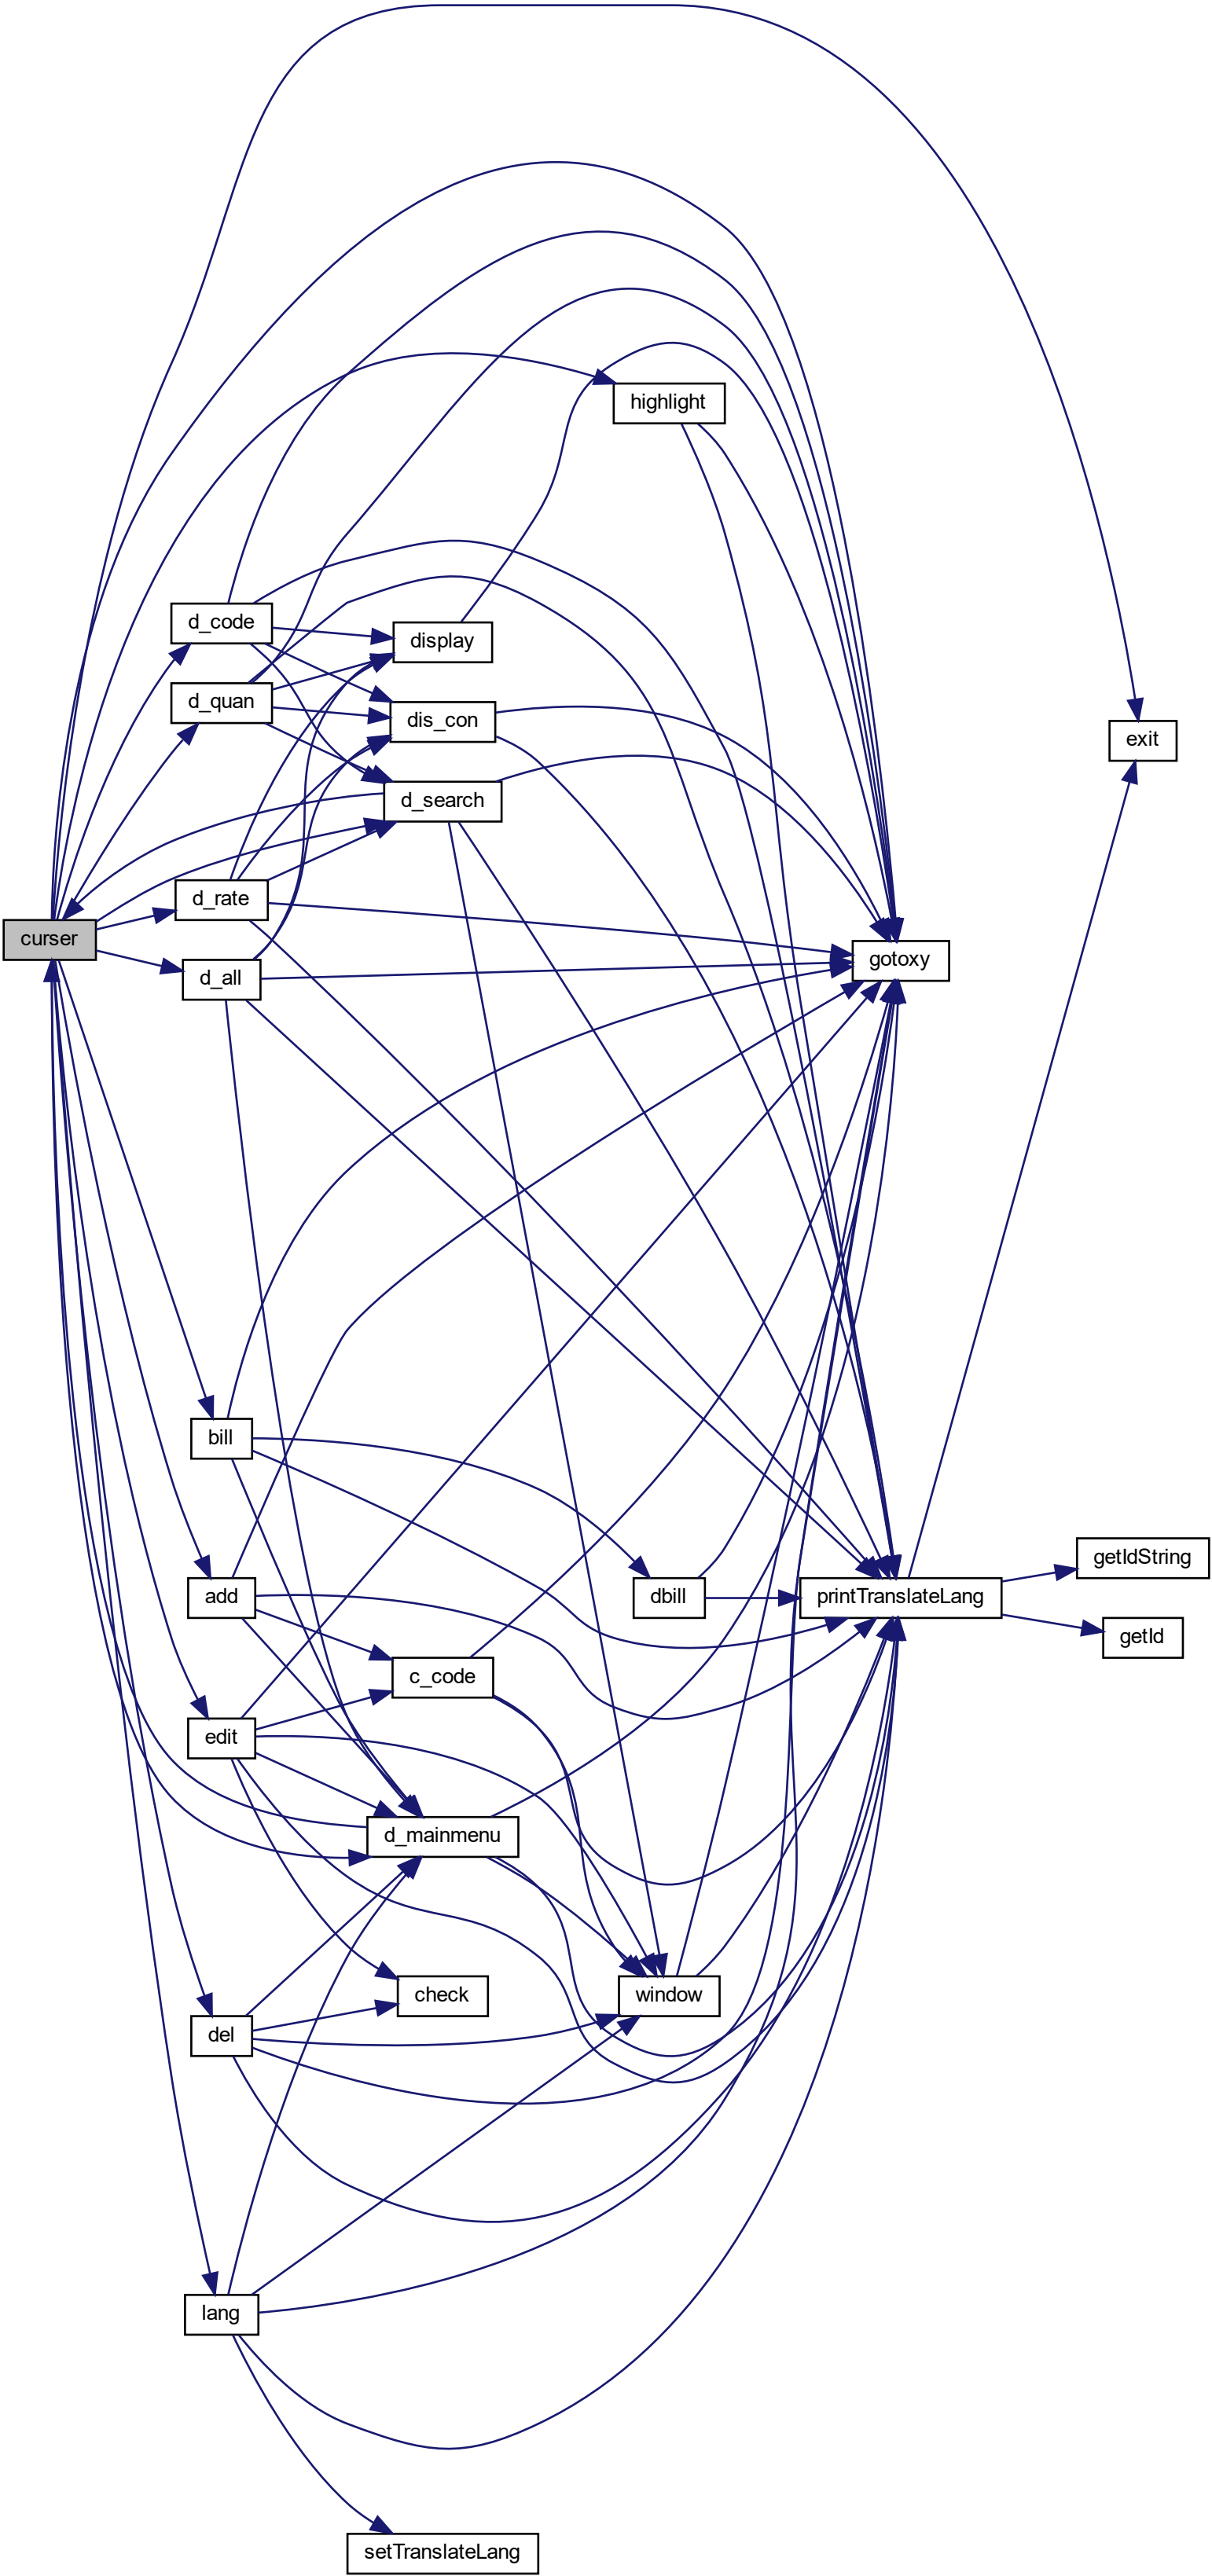 highlight
d_code
display
d_quan
dis_con
exit
d_search
d_rate
curser
gotoxy
d_all
bill
getIdString
add
dbill
printTranslateLang
getId
c_code
edit
d_mainmenu
check
window
del
lang
setTranslateLang